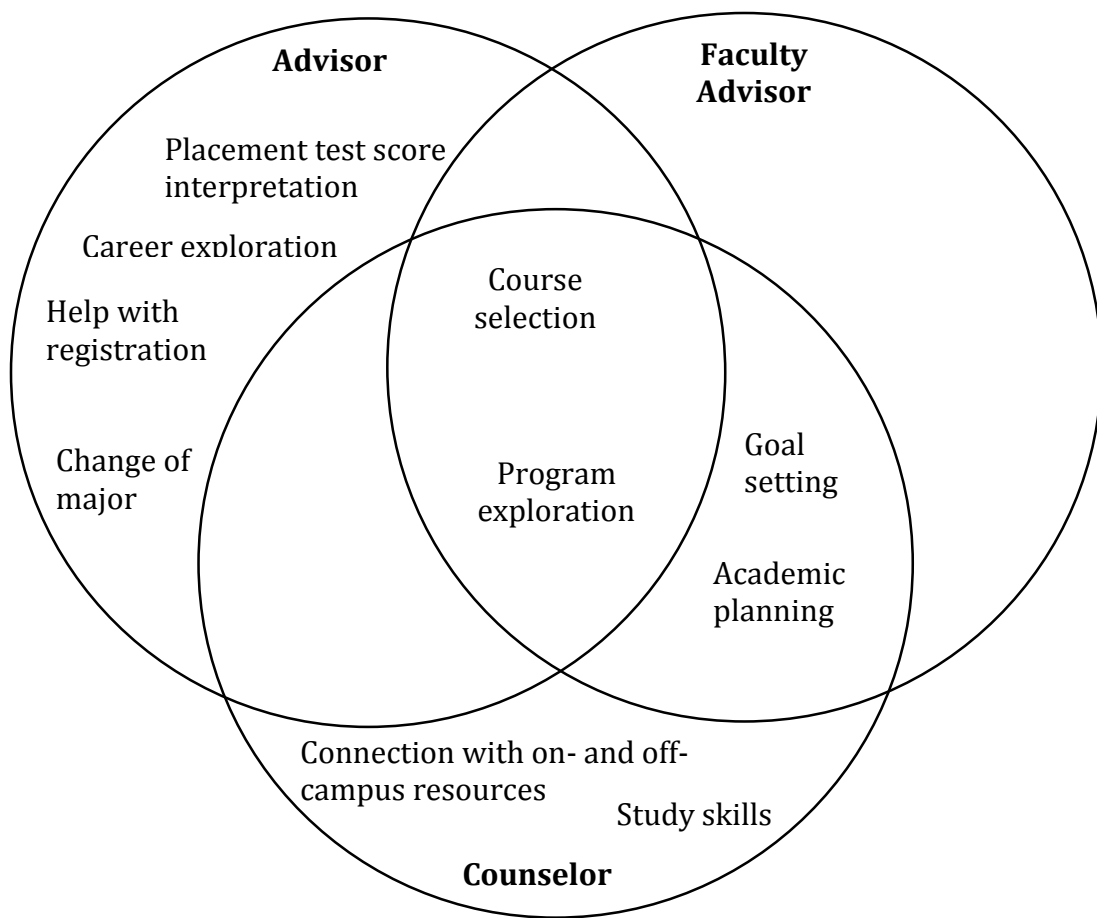 Advisor
Faculty
Advisor
Placement test score
interpretation
Career exploration
Help with
registration
Change of
major
Course
selection
Program
exploration
Goal
setting
Academic
planning
Connection with on- and off-
campus resources
Study skills
Counselor